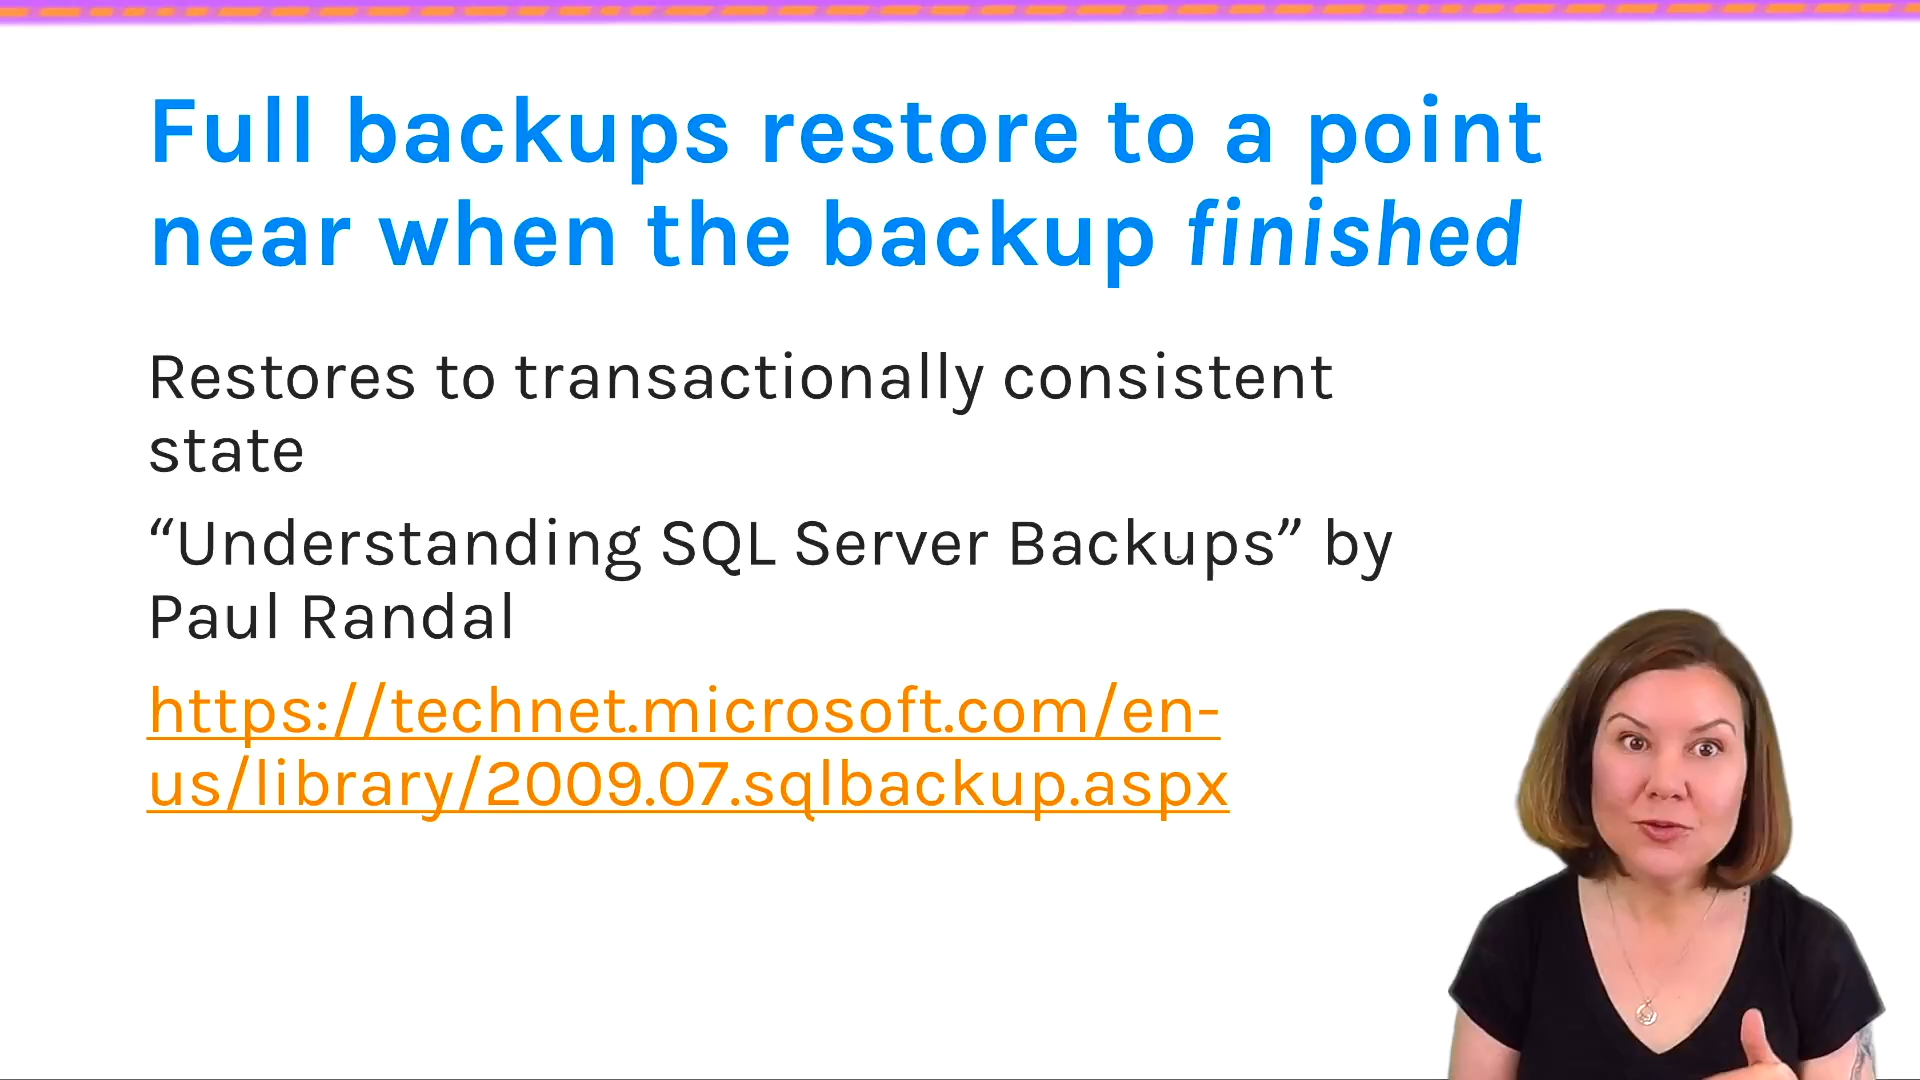 Full backups restore to a point
near when the backup finished
Restores to transactionally consistent
state
“Understanding SQL Server Backups” by
Paul Randal
https://technet.microsoft.com/en-
us/library/2009.07.sqlbackup.aspx